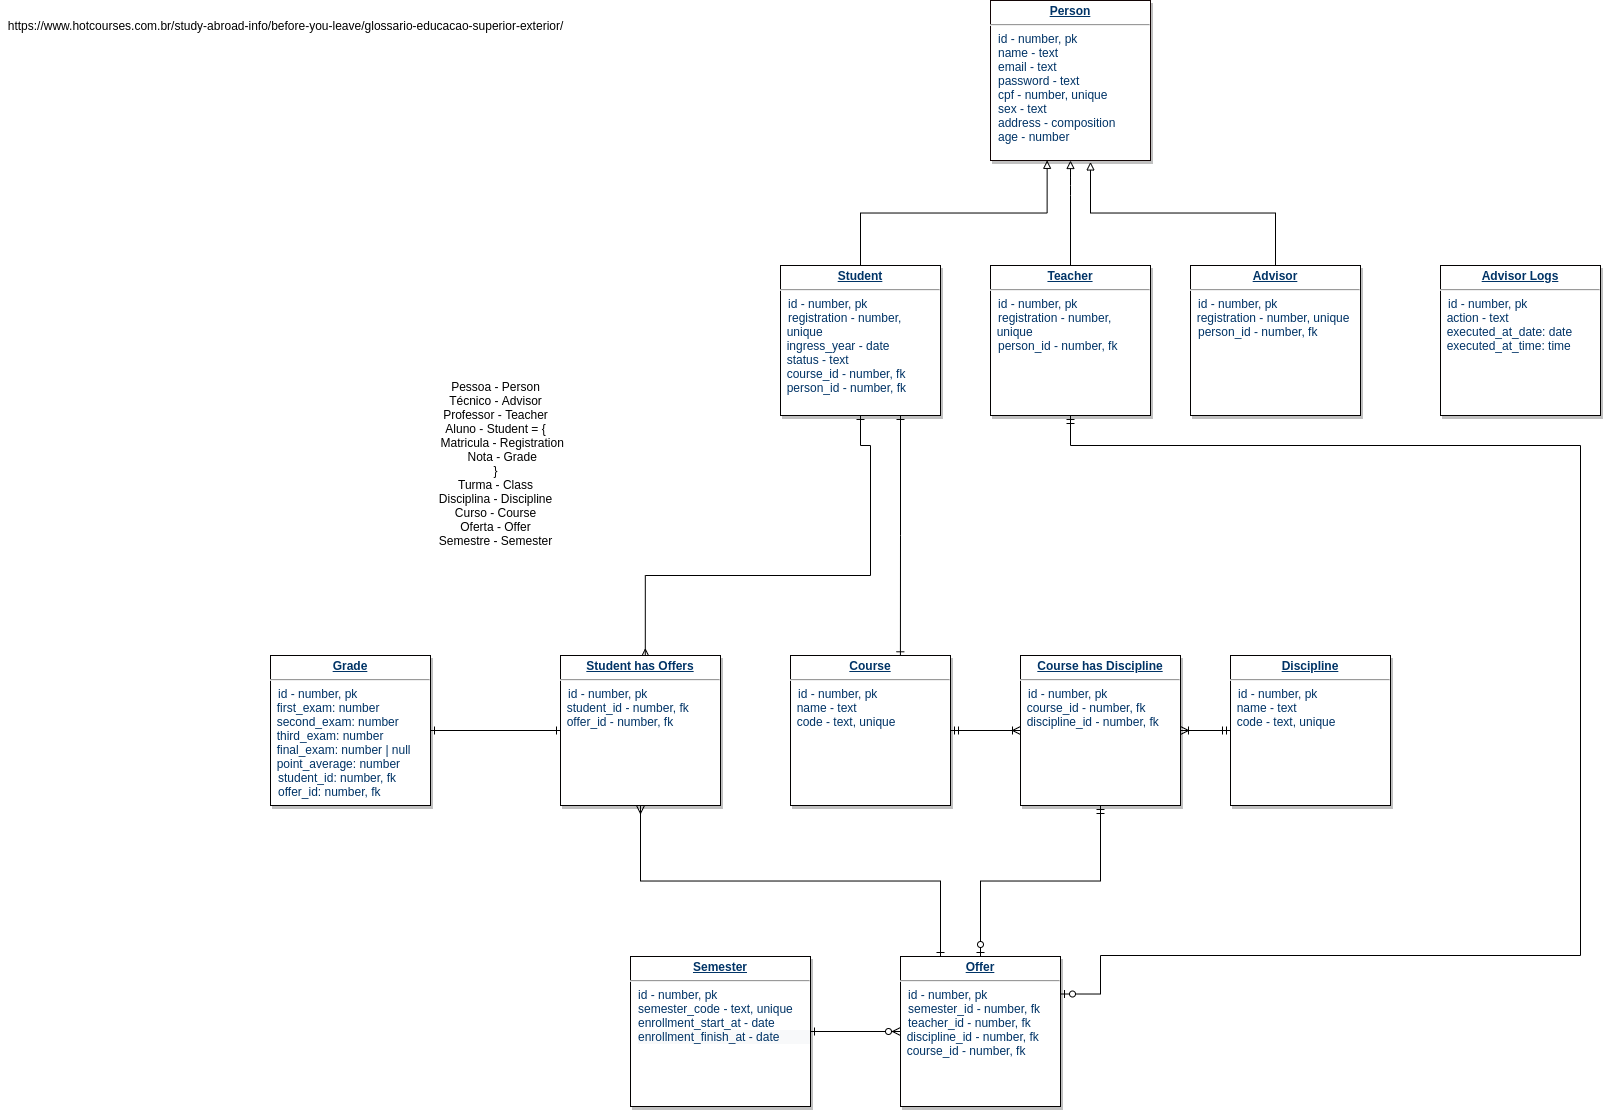 https://www.hotcourses.com.br/study-abroad-info/before-you-leave/glossario-educacao-superior-exterior/
Person
id - number, pk
name - text
email - text
password - text
cpf - number, unique
sex - text
address - composition
age - number
Student
id - number, pk
registration - number,
unique
ingress_year - date
status - text
course_id - number, fk
person_id - number, fk
Teacher
id - number, pk
registration - number,
unique
person_id - number, fk
Advisor
id - number, pk
registration - number, unique
person_id - number, fk
Advisor Logs
id - number, pk
action - text
executed_at_date: date
executed_at_time: time
Pessoa - Person
Técnico - Advisor
Professor - Teacher
Aluno - Student = {
Matricula - Registration
Nota - Grade
}
Turma - Class
Disciplina - Discipline
Curso - Course
Oferta - Offer
Semestre - Semester
Grade
id - number, pk
first_exam: number
second_exam: number
third_exam: number
final_exam: number | null
point_average: number
student_id: number, fk
offer_id: number, fk
Student has Offers
id - number, pk
student_id - number, fk
offer_id - number, fk
Course
id - number, pk
name - text
code - text, unique
Course has Discipline
id - number, pk
course_id - number, fk
discipline_id - number, fk
Discipline
id - number, pk
name - text
code - text, unique
Semester
id - number, pk
semester_code - text, unique
enrollment_start_at - date
enrollment_finish_at - date
Offer
id - number, pk
semester_id - number, fk
teacher_id - number, fk
discipline_id - number, fk
course_id - number, fk